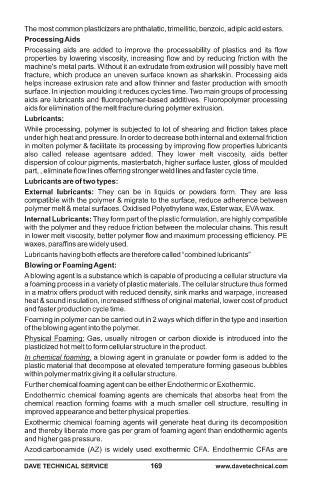 The most common plasticizers are phthalatic, trimellitic, benzoic, adipic acid esters.
Processing Aids
Processing aids are added to improve the processability of plastics and its flow
properties by lowering viscosity, increasing flow and by reducing friction with the
machine's metal parts. Without it an extrudate from extrusion will possibly have melt
fracture, which produce an uneven surface known as sharkskin. Processing aids
helps increase extrusion rate and allow thinner and faster production with smooth
surface. In injection moulding it reduces cycles time. Two main groups of processing
aids are lubricants and fluoropolymer-based additives. Fluoropolymer processing
aids for elimination of the melt fracture during polymer extrusion.
Lubricants:
While processing, polymer is subjected to lot of shearing and friction takes place
under high heat and pressure. In order to decrease both internal and external friction
in molten polymer & facilitate its processing by improving flow properties lubricants
also called release agentsare added. They lower melt viscosity, aids better
dispersion of colour pigments, masterbatch, higher surface luster, gloss of moulded
part, , eliminate flow lines offerring stronger weld lines and faster cycle time.
Lubricants are of two types:
External lubricants: They can be in liquids or powders form. They are less
compatible with the polymer & migrate to the surface, reduce adherence between
polymer melt & metal surfaces. Oxidised Polyethylene wax, Ester wax, EVA wax.
Internal Lubricants: They form part of the plastic formulation, are highly compatible
with the polymer and they reduce friction between the molecular chains. This result
in lower melt viscosity, better polymer flow and maximum processing efficiency. PE
waxes, paraffins are widely used.
Lubricants having both effects are therefore called "combined lubricants"
Blowing or Foaming Agent:
A blowing agent is a substance which is capable of producing a cellular structure via
a foaming process in a variety of plastic materials. The cellular structure thus formed
in a matrix offers product with reduced density, sink marks and warpage, increased
heat & sound insulation, increased stiffness of original material, lower cost of product
and faster production cycle time.
Foaming in polymer can be carried out in 2 ways which differ in the type and insertion
of the blowing agent into the polymer.
Physical Foaming: Gas, usually nitrogen or carbon dioxide is introduced into the
plasticized hot melt to form cellular structure in the product.
In chemical foaming, a blowing agent in granulate or powder form is added to the
plastic material that decompose at elevated temperature forming gaseous bubbles
within polymer matrix giving it a cellular structure.
Further chemical foaming agent can be either Endothermic or Exothermic.
Endothermic chemical foaming agents are chemicals that absorbs heat from the
chemical reaction forming foams with a much smaller cell structure, resulting in
improved appearance and better physical properties.
Exothermic chemical foaming agents will generate heat during its decomposition
and thereby liberate more gas per gram of foaming agent than endothermic agents
and higher gas pressure.
Azodicarbonamide (AZ) is widely used exothermic CFA. Endothermic CFAs are
DAVE TECHNICAL SERVICE 169 www.davetechnical.com